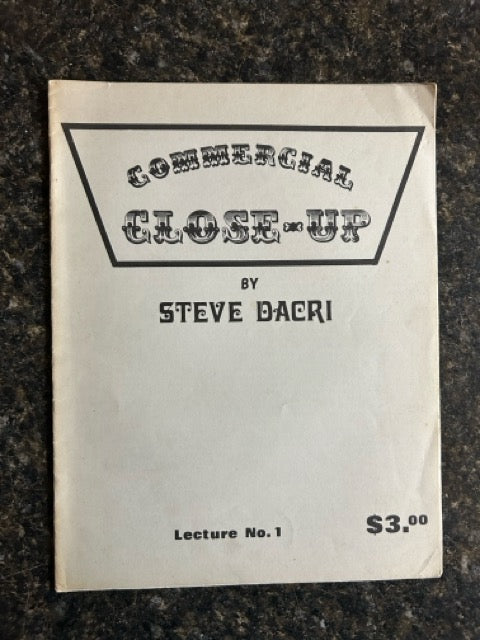 COMMERCIAL
CLOSE-UP
BY
STEVE DACRI
Lecture No. 1
$3.00